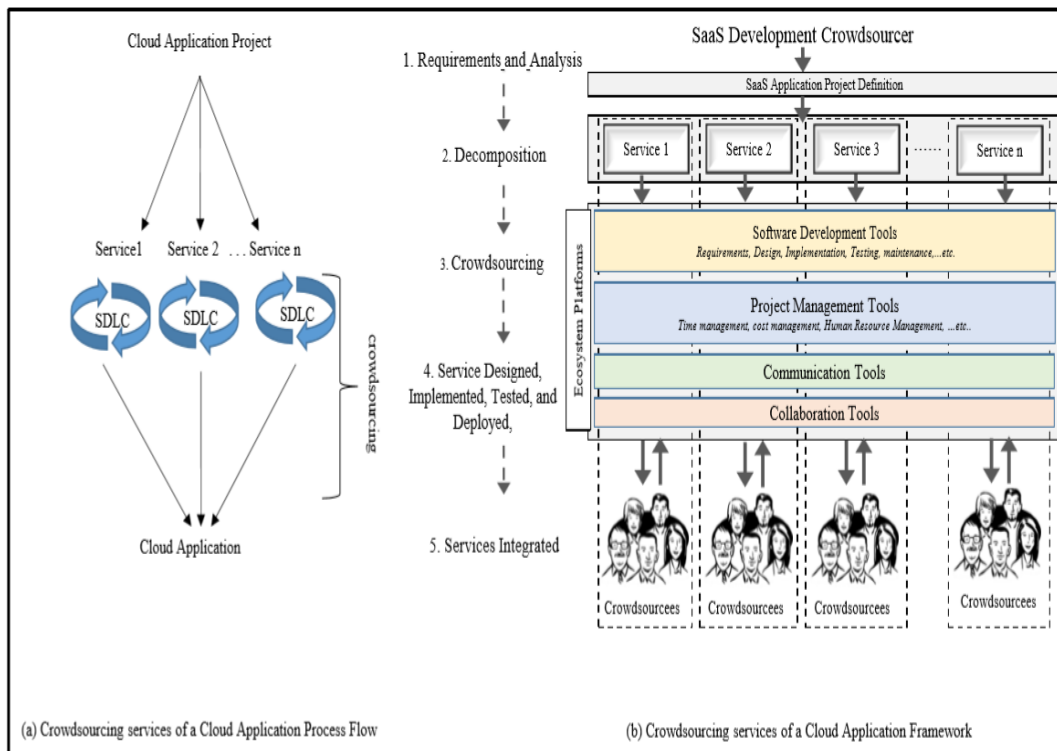 Cloud Application Project
Service1 Service 2 ... Service n
SDLC SDLC SDLC
crowdsourcing
Cloud Application
(a) Crowdsourcing services of a Cloud Application Process Flow
1. Requirements and Analysis
2. Decomposition
3. Crowdsourcing
4. Service Designed,
Implemented, Tested, and
Deployed,
5. Services Integrated
SaaS Development Crowdsourcer
SaaS Application Project Definition
Service 1 Service 2 Service 3 ...... Service n
Ecosystem Platforms
Software Development Tools
Requirements, Design, Implementation, Testing, maintenance,...etc.
Project Management Tools
Time management, cost management, Human Resource Management, ...etc..
Communication Tools
Collaboration Tools
Crowdsourcees Crowdsourcees Crowdsourcees Crowdsourcees
(b) Crowdsourcing services of a Cloud Application Framework